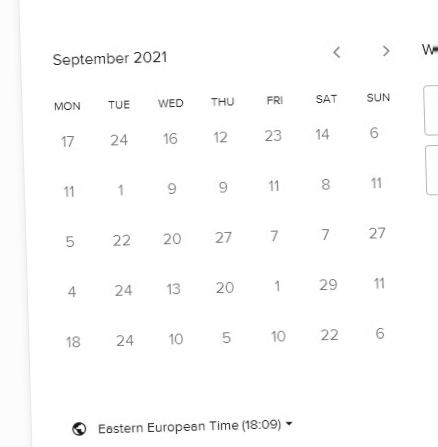 September 2021
MON TUE WED THU FRI SAT SUN
17 24 16 12 23 14 6
11 1 9 9 11 8 11
5 22 20 27 7 7 27
4 24 13 20 1 29 11
18 24 10 5 10 22 6
Eastern European Time (18:09)